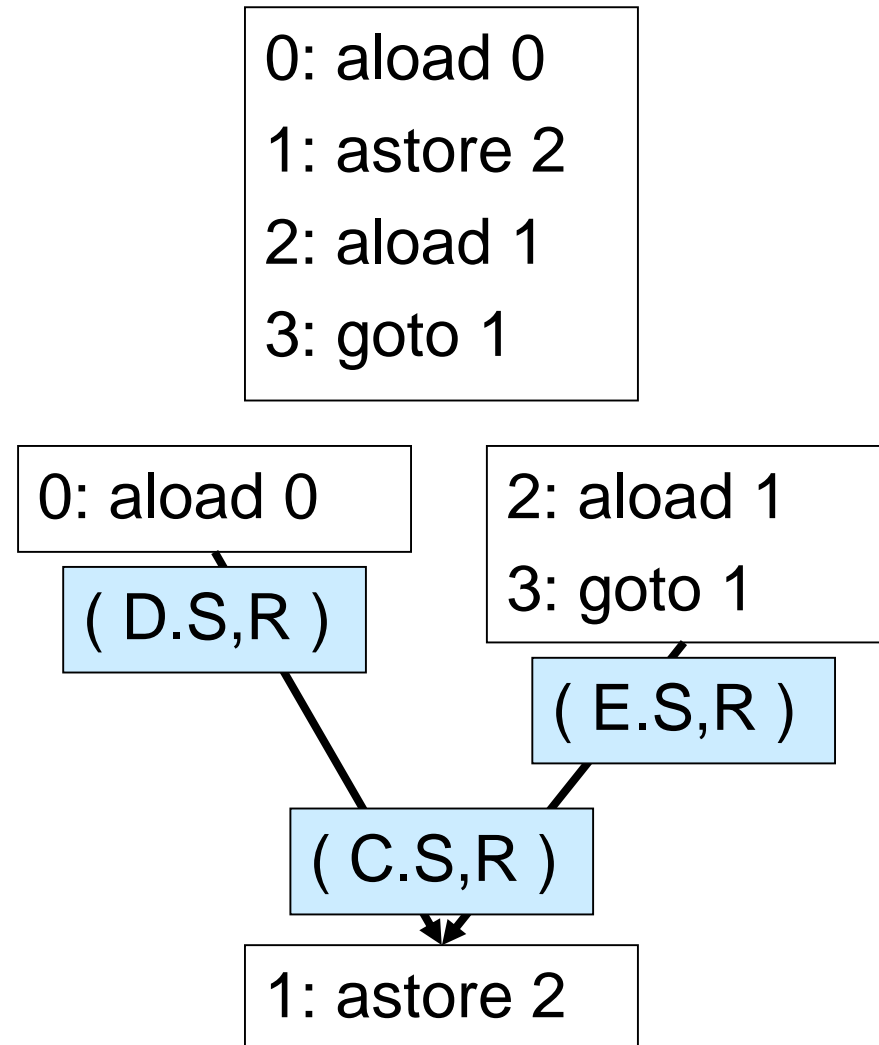 0: aload 0
1: astore 2
2: aload 1
3: goto 1
0: aload 0
( D.S,R )
2: aload 1
3: goto 1
( E.S,R )
( C.S,R )
1: astore 2